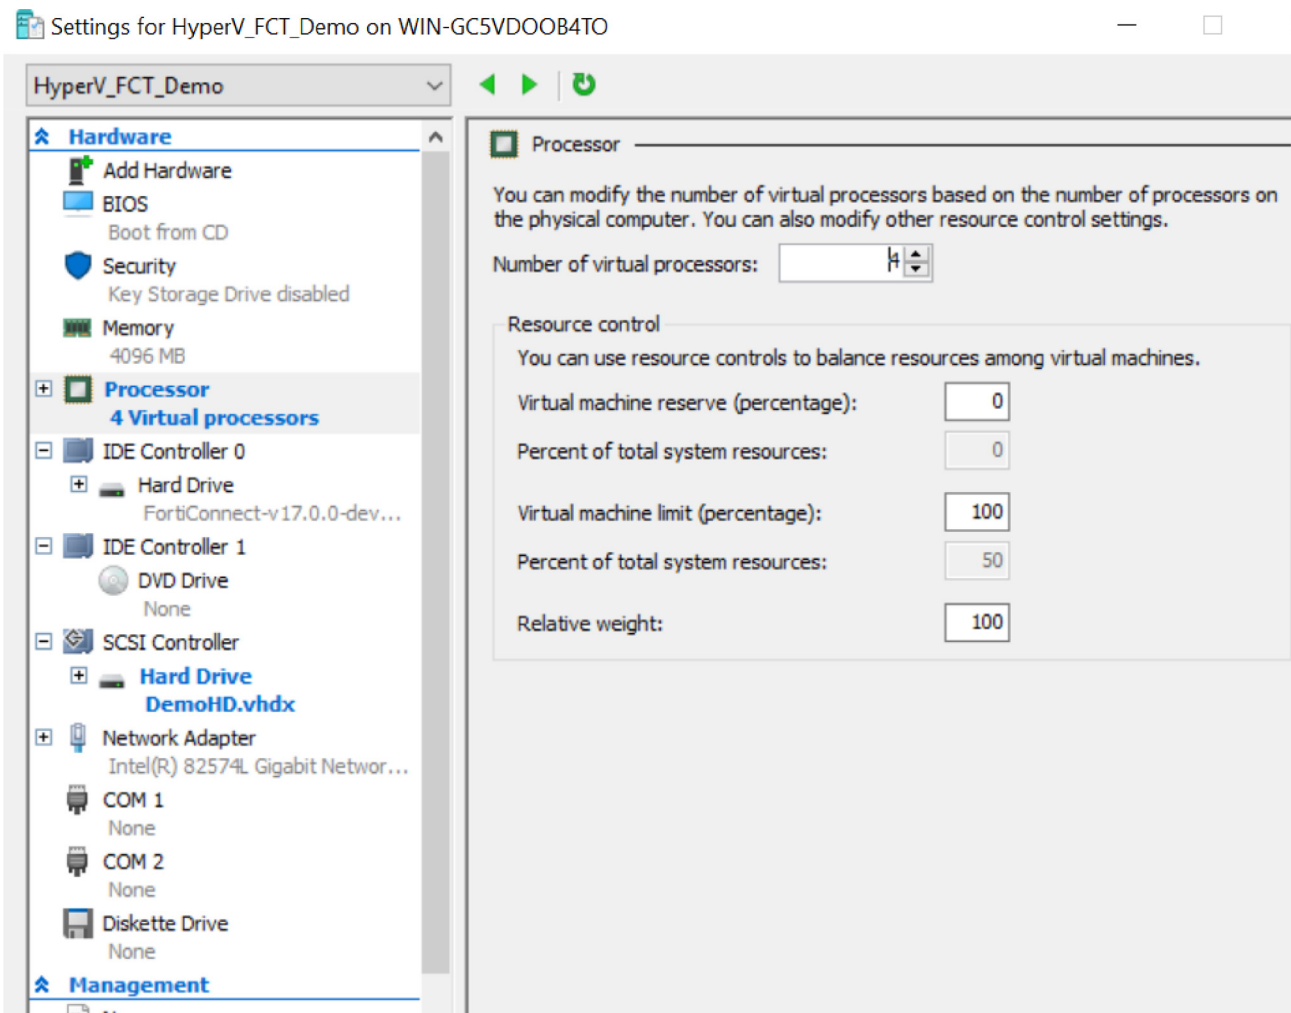 Settings for HyperV_FCT_Demo on WIN-GC5VDOOB4TO
HyperV_FCT_Demo
Hardware
Add Hardware
BIOS
Boot from CD
Security
Key Storage Drive disabled
Memory
4096 MB
Processor
4 Virtual processors
IDE Controller 0
Hard Drive
FortiConnect-v17.0.0-dev...
IDE Controller 1
DVD Drive
None
SCSI Controller
Hard Drive
DemoHD.vhdx
Network Adapter
Intel(R) 82574L Gigabit Networ...
COM 1
None
COM 2
None
Diskette Drive
None
Management
Processor
You can modify the number of virtual processors based on the number of processors on
the physical computer. You can also modify other resource control settings.
Number of virtual processors: 4
Resource control
You can use resource controls to balance resources among virtual machines.
Virtual machine reserve (percentage): 0
Percent of total system resources: 0
Virtual machine limit (percentage): 100
Percent of total system resources: 50
Relative weight: 100